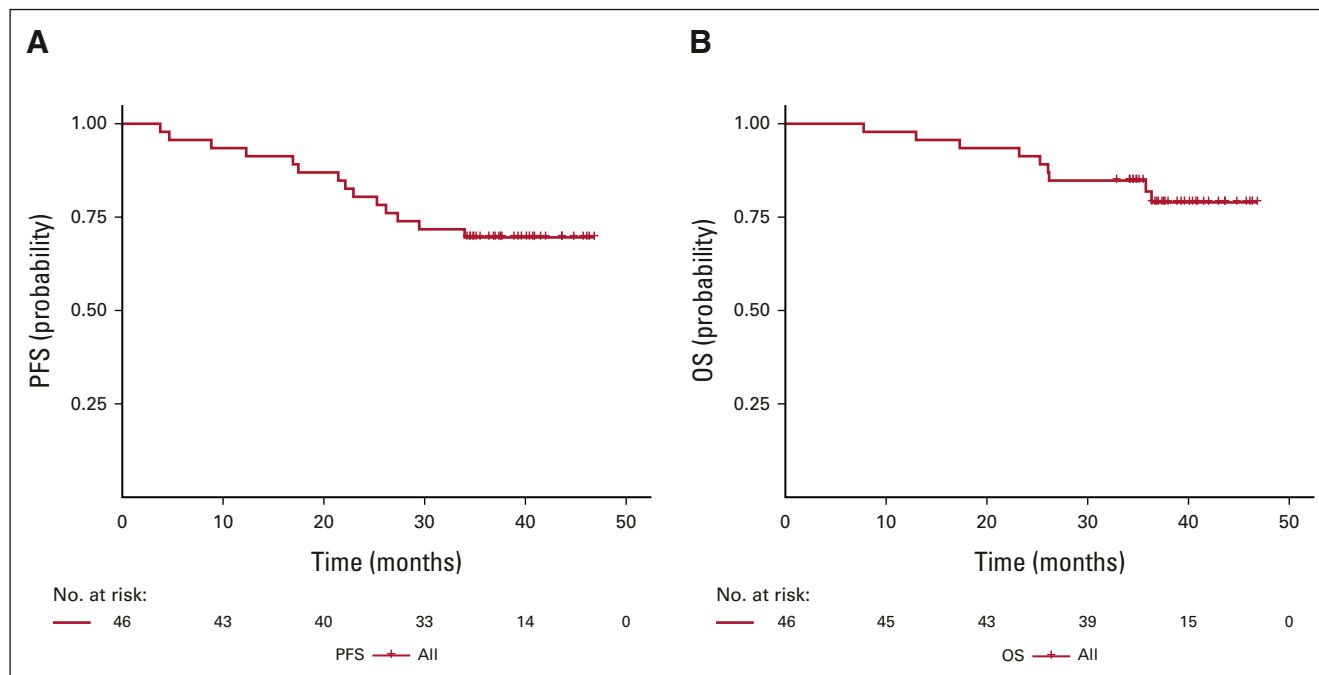 A
PFS (probability)
1.00
0.75
0.50
0.25
0 10 20 30 40 50
Time (months)
No. at risk:
46 43 40 33 14 0
PFS All
B
OS (probability)
1.00
0.75
0.50
0.25
0 10 20 30 40 50
Time (months)
No. at risk:
46 45 43 39 15 0
OS All